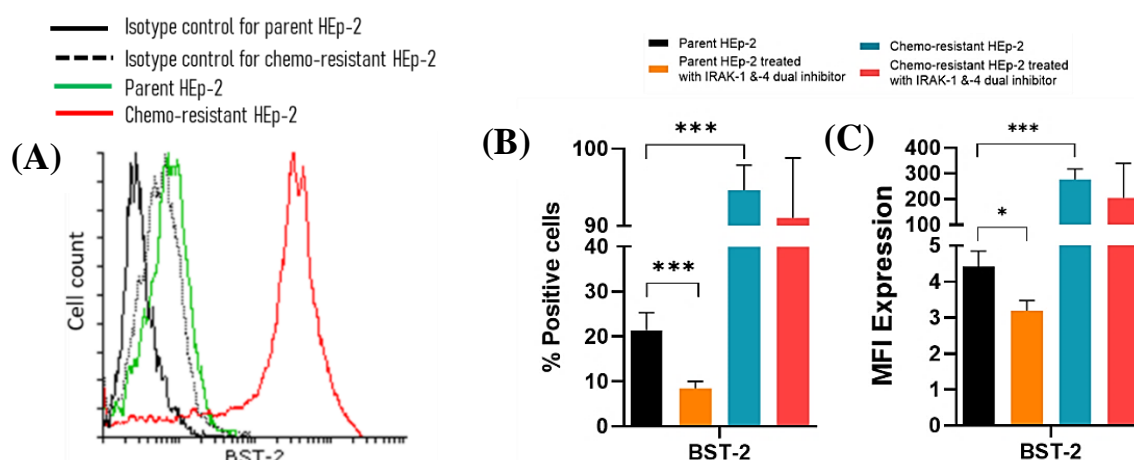 Isotype control for parent HEp-2
Isotype control for chemo-resistant HEp-2
Parent HEp-2
Chemo-resistant HEp-2
(A)
Cell count
BST-2
Parent HEp-2
Parent HEp-2 treated
with IRAK-1 &-4 dual inhibitor
Chemo-resistant HEp-2
Chemo-resistant HEp-2 treated
with IRAK-1 &-4 dual inhibitor
(B)
% Positive cells
100
90
40
30
20
10
0
***
***
BST-2
(C)
MFI Expression
400
300
200
100
5
4
3
2
1
0
***
*
BST-2